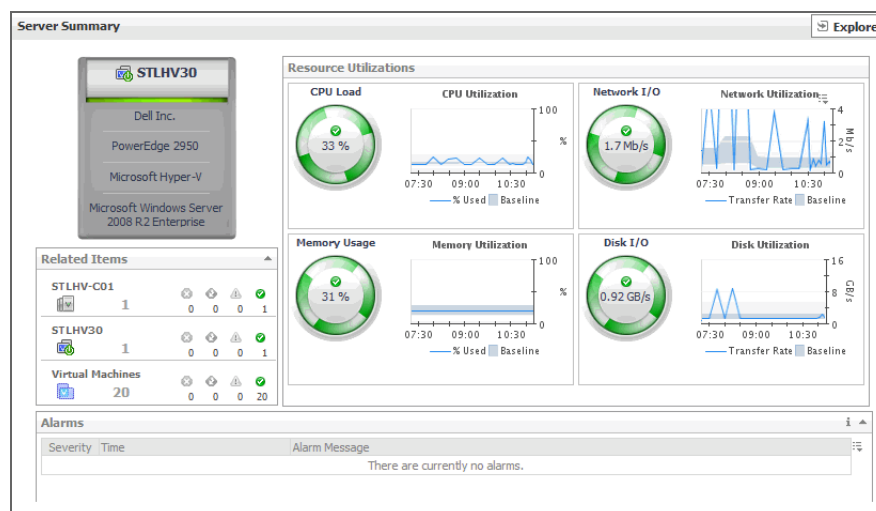 Server Summary
Explore
STLHV30
Dell Inc.
PowerEdge 2950
Microsoft Hyper-V
Microsoft Windows Server
2008 R2 Enterprise
Related Items
STLHV-C01
1
0 0 0 1
STLHV30
1
0 0 0 1
Virtual Machines
20
0 0 0 20
Resource Utilizations
CPU Load
33 %
CPU Utilization
100
%
0
07:30 09:00 10:30
% Used Baseline
Network I/O
1.7 Mb/s
Network Utilization
4
2
0
Mb/s
07:30 09:00 10:30
Transfer Rate Baseline
Memory Usage
31 %
Memory Utilization
100
%
0
07:30 09:00 10:30
% Used Baseline
Disk I/O
0.92 GB/s
Disk Utilization
16
8
0
GB/s
07:30 09:00 10:30
Transfer Rate Baseline
Alarms
i
Severity Time Alarm Message
There are currently no alarms.